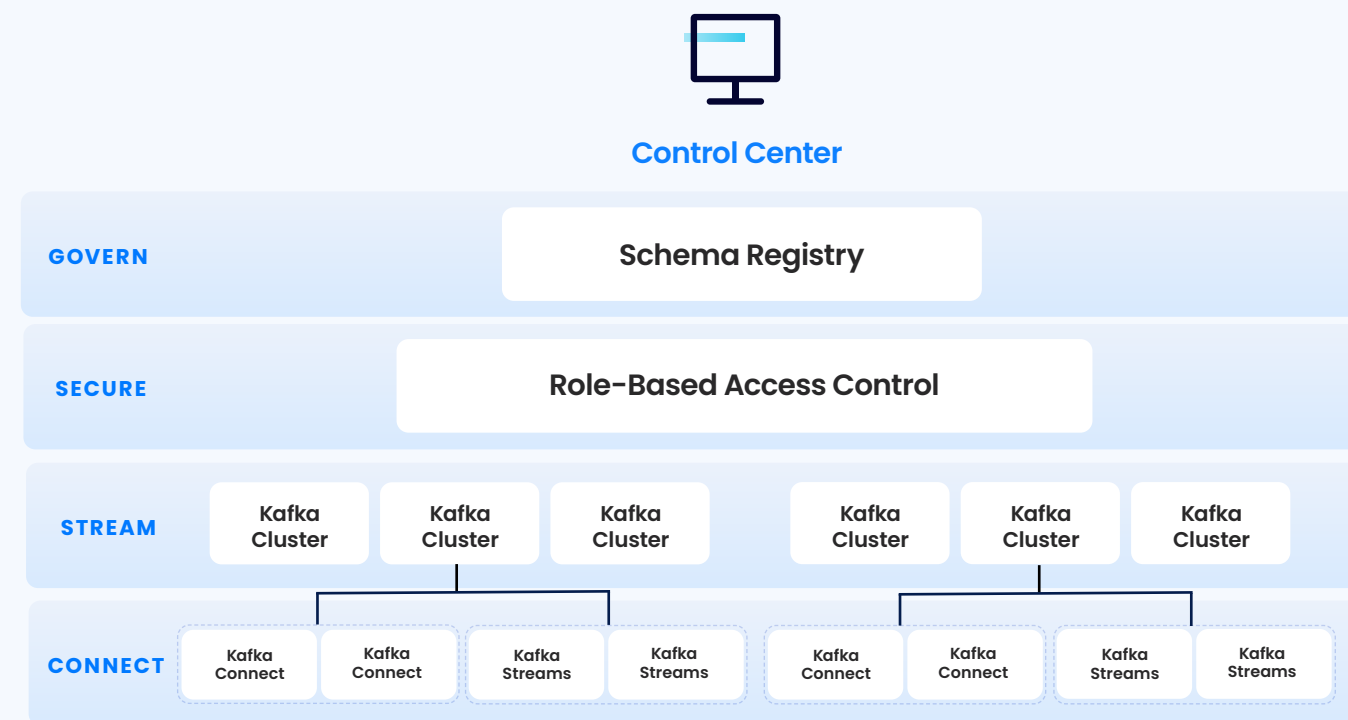 Control Center
GOVERN
Schema Registry
SECURE
Role-Based Access Control
STREAM
Kafka
Cluster
Kafka
Cluster
Kafka
Cluster
Kafka
Cluster
Kafka
Cluster
Kafka
Cluster
CONNECT
Kafka
Connect
Kafka
Connect
Kafka
Streams
Kafka
Streams
Kafka
Connect
Kafka
Connect
Kafka
Streams
Kafka
Streams